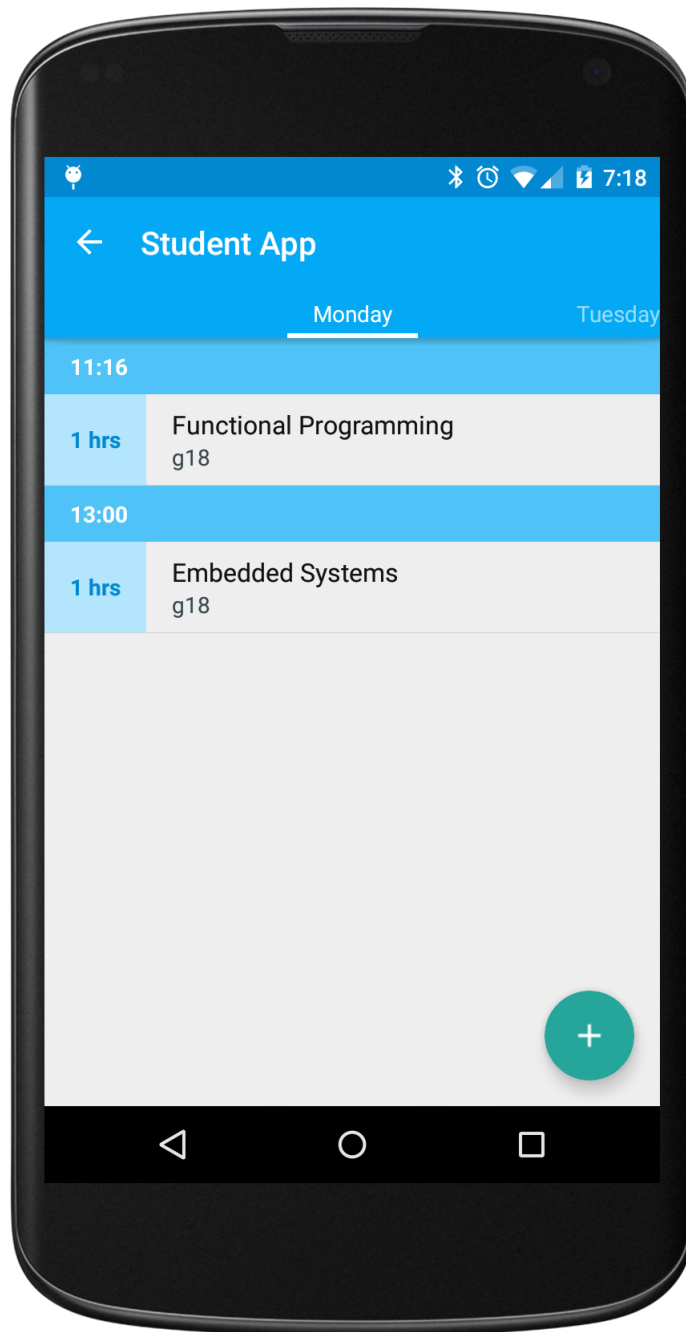 7:18
Student App
Monday Tuesday
11:16
1 hrs
Functional Programming
g18
13:00
1 hrs
Embedded Systems
g18